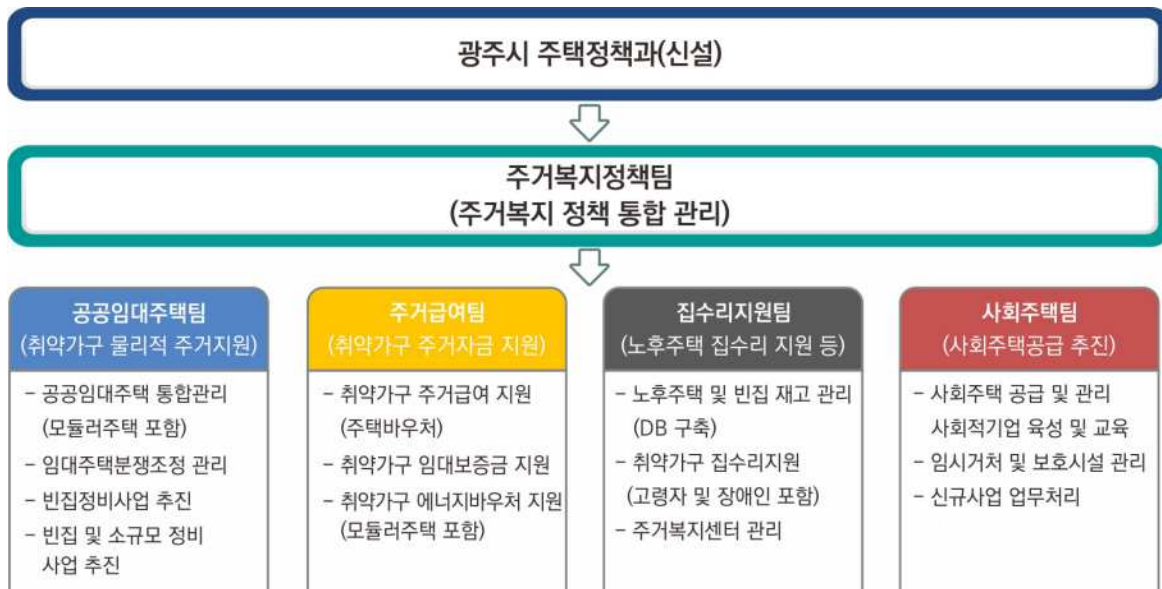 광주시 주택정책과(신설)
주거복지정책팀
(주거복지 정책 통합 관리)
공공임대주택팀
(취약가구 물리적 주거지원)
– 공공임대주택 통합관리
(모듈러주택 포함)
– 임대주택분쟁조정 관리
– 빈집정비사업 추진
– 빈집 및 소규모 정비
사업 추진
주거급여팀
(취약가구 주거자금 지원)
– 취약가구 주거급여 지원
(주택바우처)
– 취약가구 임대보증금 지원
– 취약가구 에너지바우처 지원
(모듈러주택 포함)
집수리지원팀
(노후주택 집수리 지원 등)
– 노후주택 및 빈집 재고 관리
(DB 구축)
– 취약가구 집수리지원
(고령자 및 장애인 포함)
– 주거복지센터 관리
사회주택팀
(사회주택공급 추진)
– 사회주택 공급 및 관리
사회적기업 육성 및 교육
– 임시거처 및 보호시설 관리
– 신규사업 업무처리